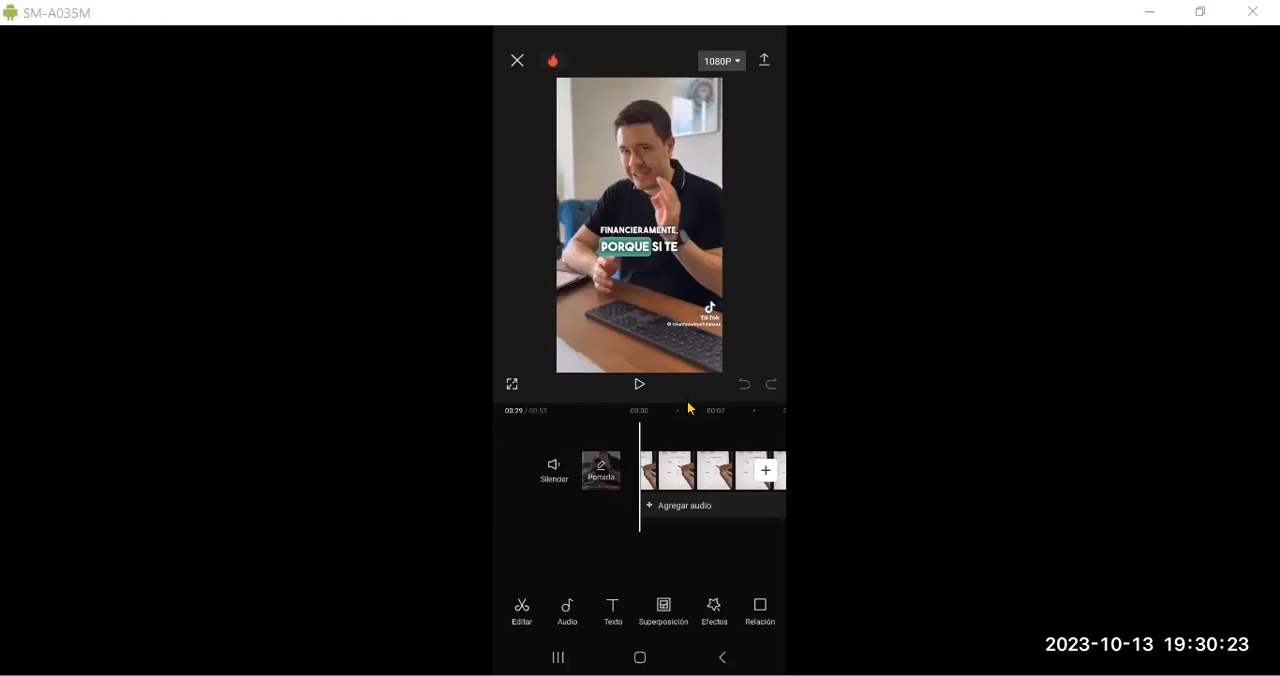 SM-A035M
1080P
FINANCIERAMENTE.
PORQUE SI TE
TikTok
00:29 / 00:53
00:00
00:02
Silenciar
Portada
+ Agregar audio
Editar
Audio
Texto
Superposición
Efectos
Relación
2023-10-13 19:30:23